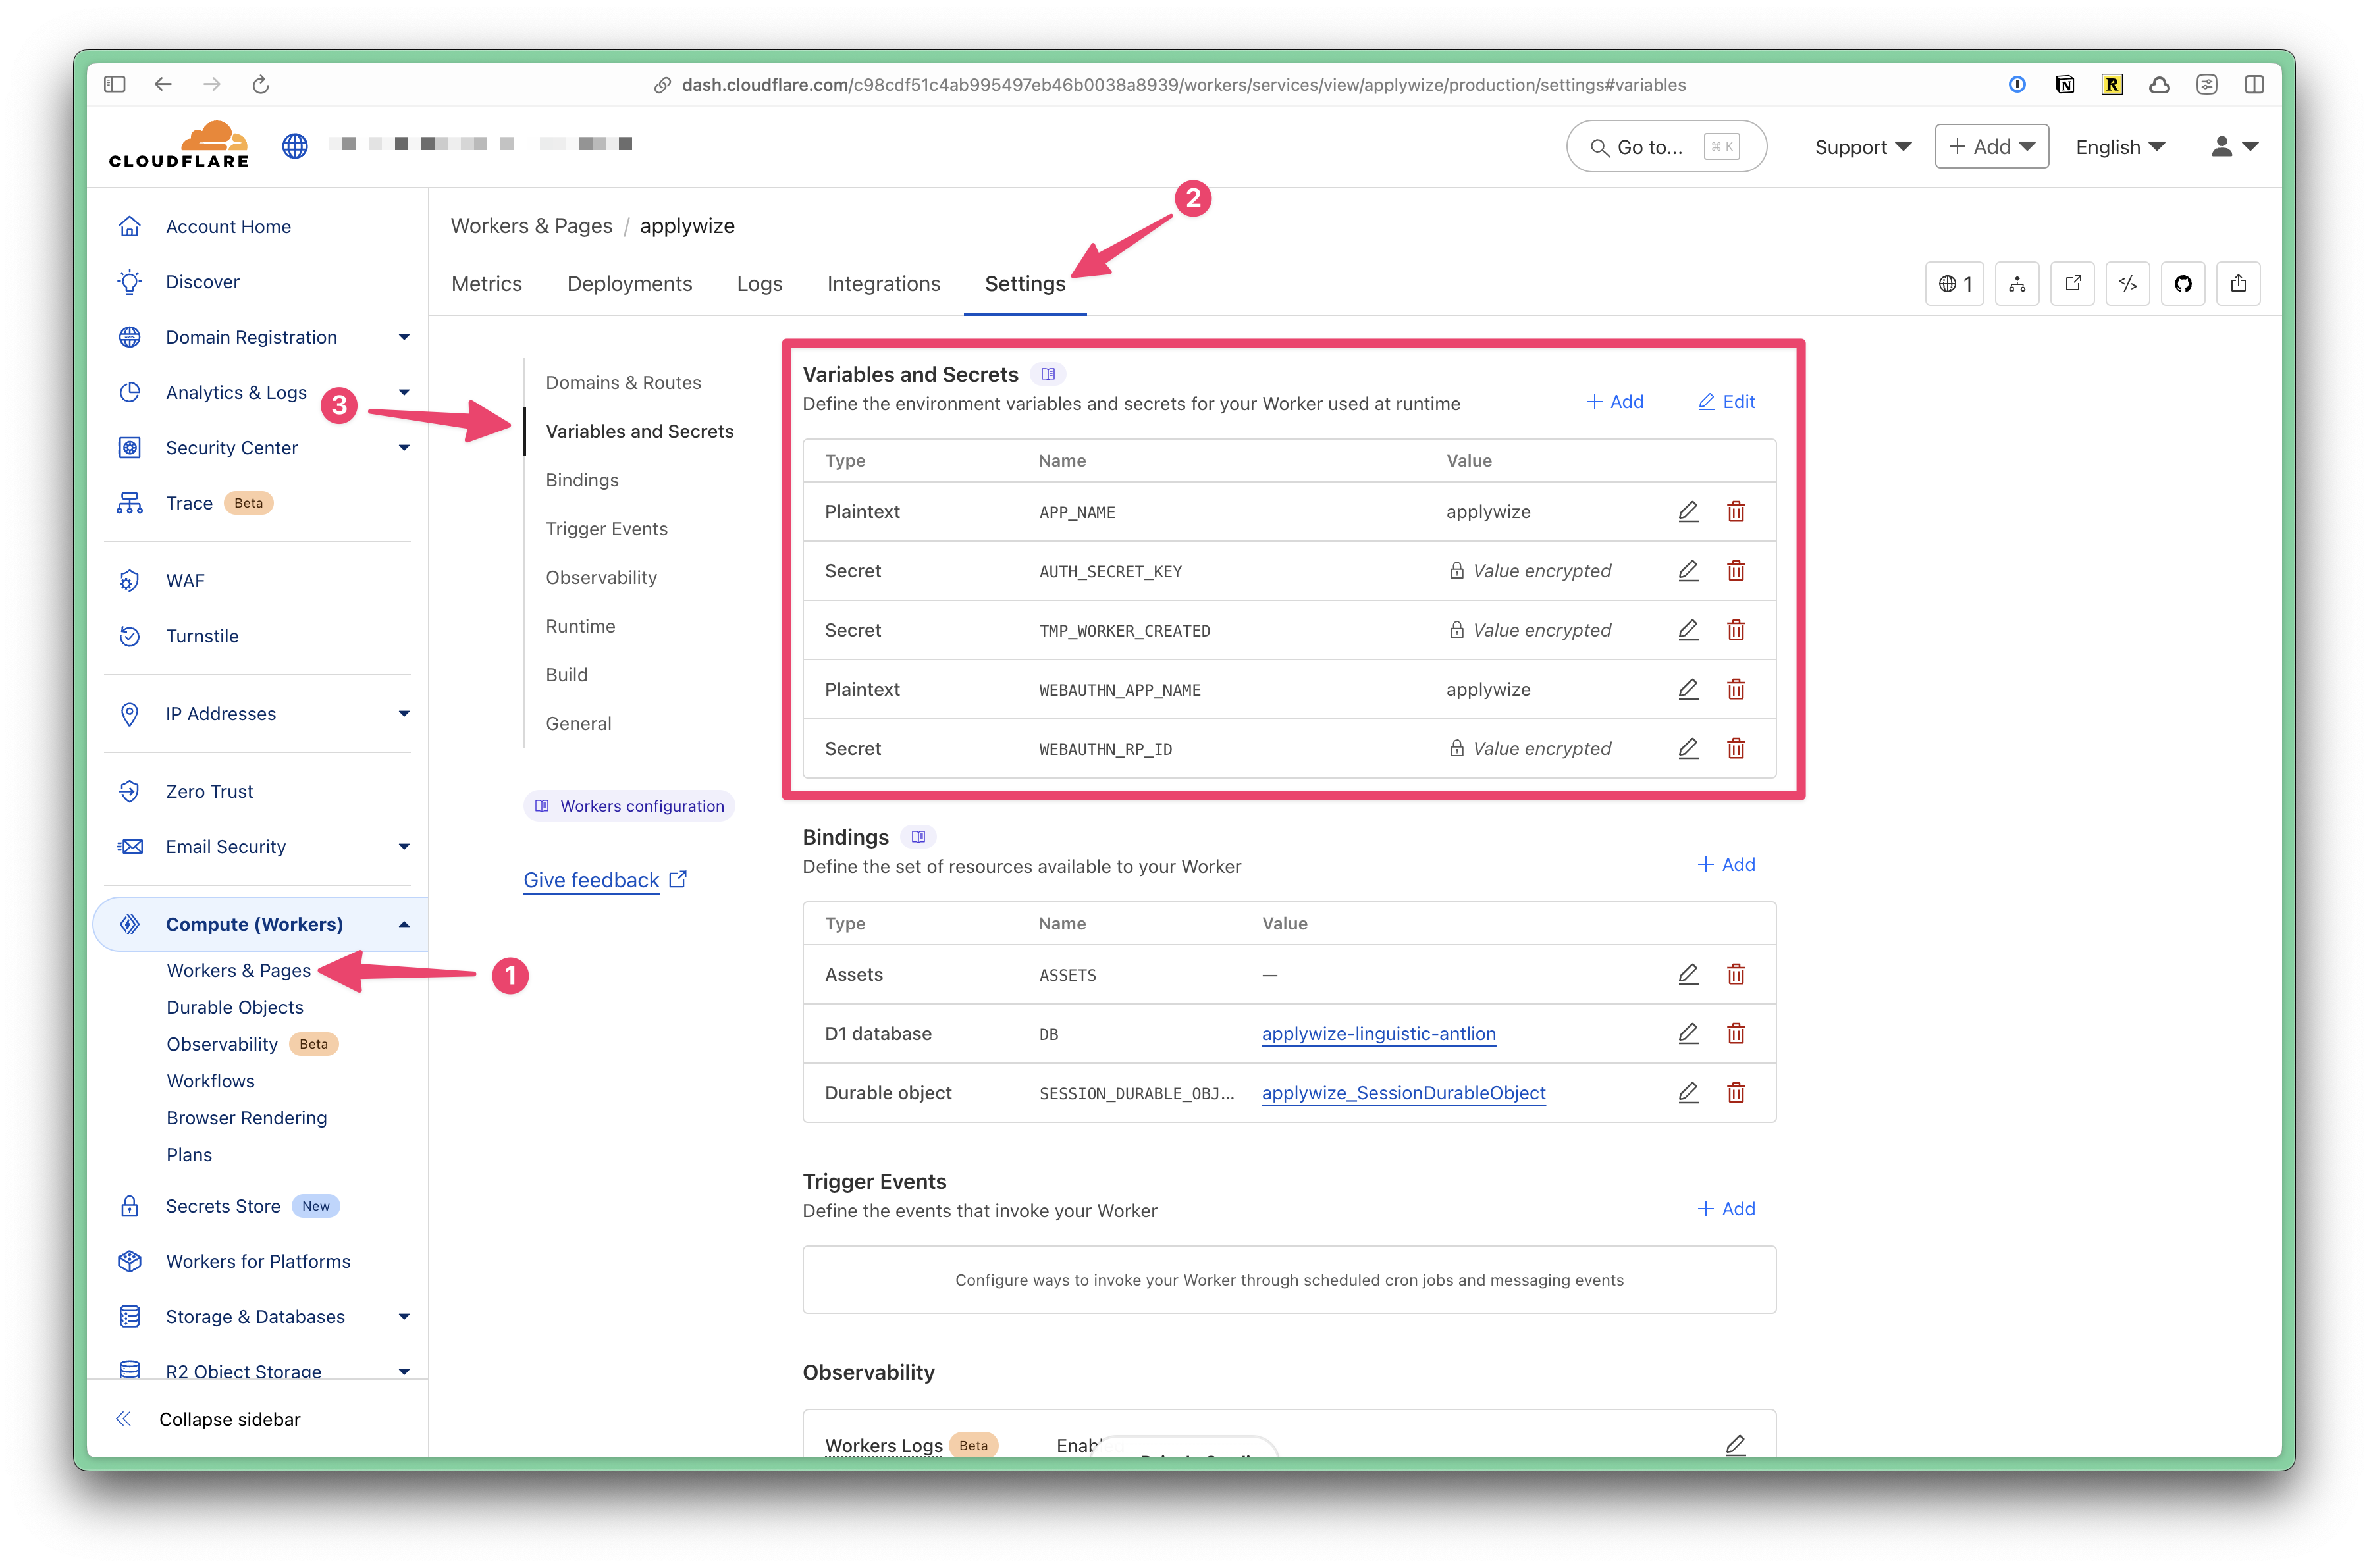 dash.cloudflare.com/c98cdf51c4ab995497eb46b0038a8939/workers/services/view/applywize/production/settings#variables
CLOUDFLARE
Go to... ⌘ K
Support
+ Add
English
Account Home
Discover
Domain Registration
Analytics & Logs
Security Center
Trace Beta
WAF
Turnstile
IP Addresses
Zero Trust
Email Security
Compute (Workers)
Workers & Pages
Durable Objects
Observability Beta
Workflows
Browser Rendering
Plans
Secrets Store New
Workers for Platforms
Storage & Databases
R2 Object Storage
Collapse sidebar
1
2
3
Workers & Pages / applywize
Metrics Deployments Logs Integrations Settings
1
Domains & Routes
Variables and Secrets
Bindings
Trigger Events
Observability
Runtime
Build
General
Workers configuration
Give feedback
Variables and Secrets
Define the environment variables and secrets for your Worker used at runtime
+ Add Edit
Type Name Value
Plaintext APP_NAME applywize
Secret AUTH_SECRET_KEY Value encrypted
Secret TMP_WORKER_CREATED Value encrypted
Plaintext WEBAUTHN_APP_NAME applywize
Secret WEBAUTHN_RP_ID Value encrypted
Bindings
Define the set of resources available to your Worker
+ Add
Type Name Value
Assets ASSETS —
D1 database DB applywize-linguistic-antlion
Durable object SESSION_DURABLE_OBJ... applywize_SessionDurableObject
Trigger Events
Define the events that invoke your Worker
+ Add
Configure ways to invoke your Worker through scheduled cron jobs and messaging events
Observability
Workers Logs Beta